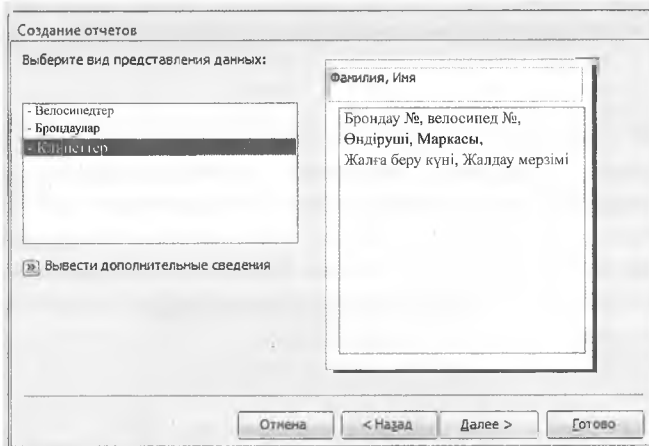 Создание отчетов
Выберите вид представления данных:
- Велосипедтер
- Брондаулар
Фамилия, Имя
Брондау №, велосипед №,
Өндіруші, Маркасы,
Жалға беру күні, Жалдау мерзімі
Вывести дополнительные сведения
Отмена
< Назад
Далее >
Готово